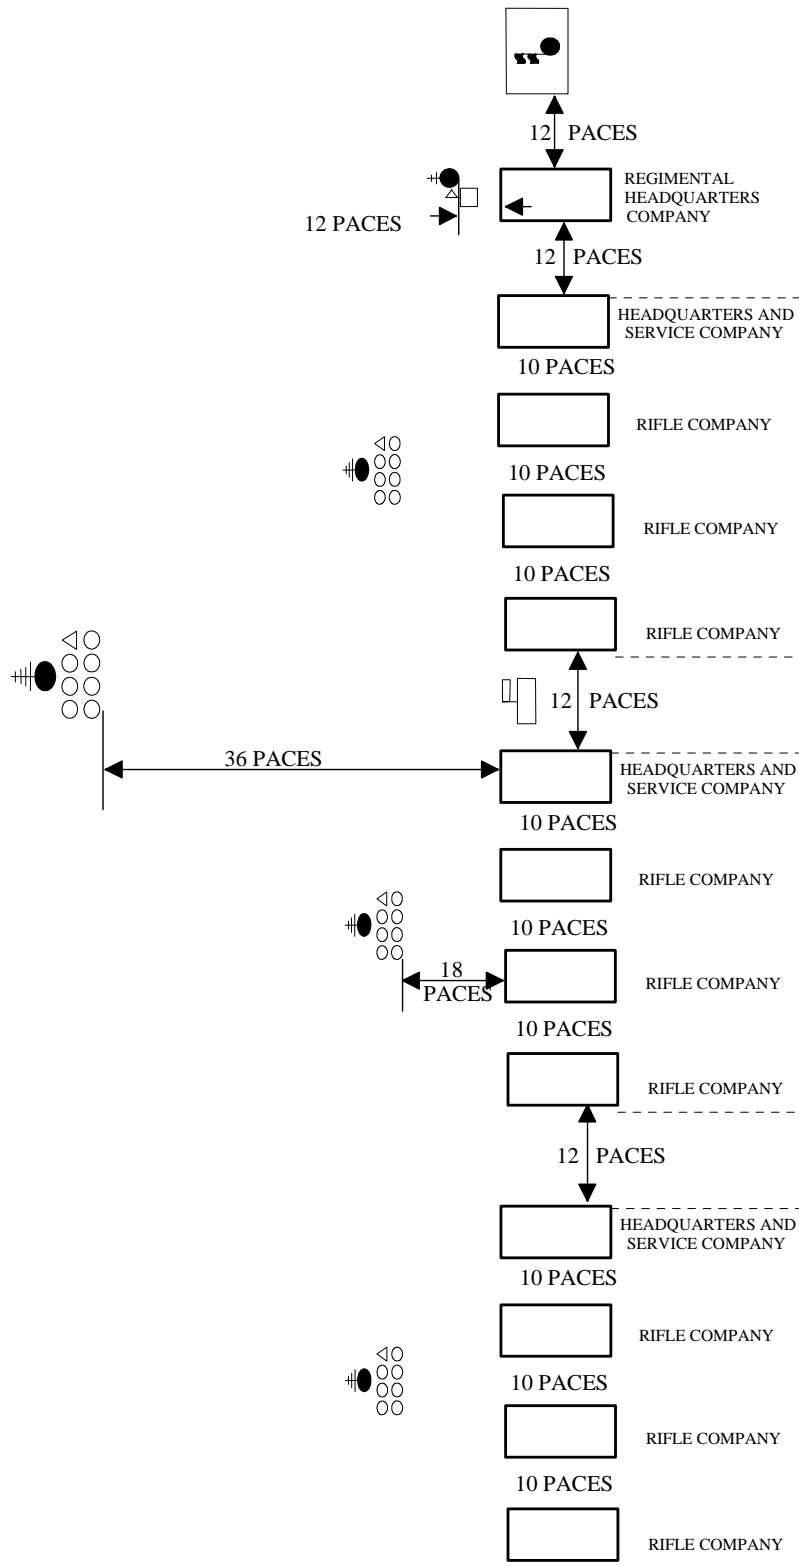 12 PACES
REGIMENTAL
HEADQUARTERS
COMPANY
12 PACES
12 PACES
HEADQUARTERS AND
SERVICE COMPANY
10 PACES
RIFLE COMPANY
10 PACES
RIFLE COMPANY
10 PACES
RIFLE COMPANY
12 PACES
36 PACES
HEADQUARTERS AND
SERVICE COMPANY
10 PACES
RIFLE COMPANY
10 PACES
18
PACES
RIFLE COMPANY
10 PACES
RIFLE COMPANY
12 PACES
HEADQUARTERS AND
SERVICE COMPANY
10 PACES
RIFLE COMPANY
10 PACES
RIFLE COMPANY
10 PACES
RIFLE COMPANY